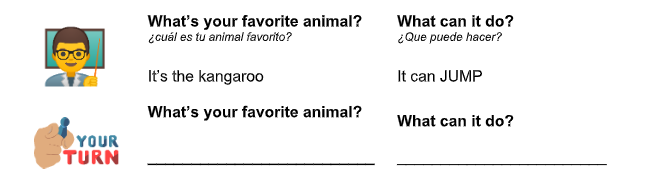 What's your favorite animal? What can it do?
¿cuál es tu animal favorito? ¿Que puede hacer?
It's the kangaroo It can JUMP
What's your favorite animal? What can it do?
YOUR
TURN